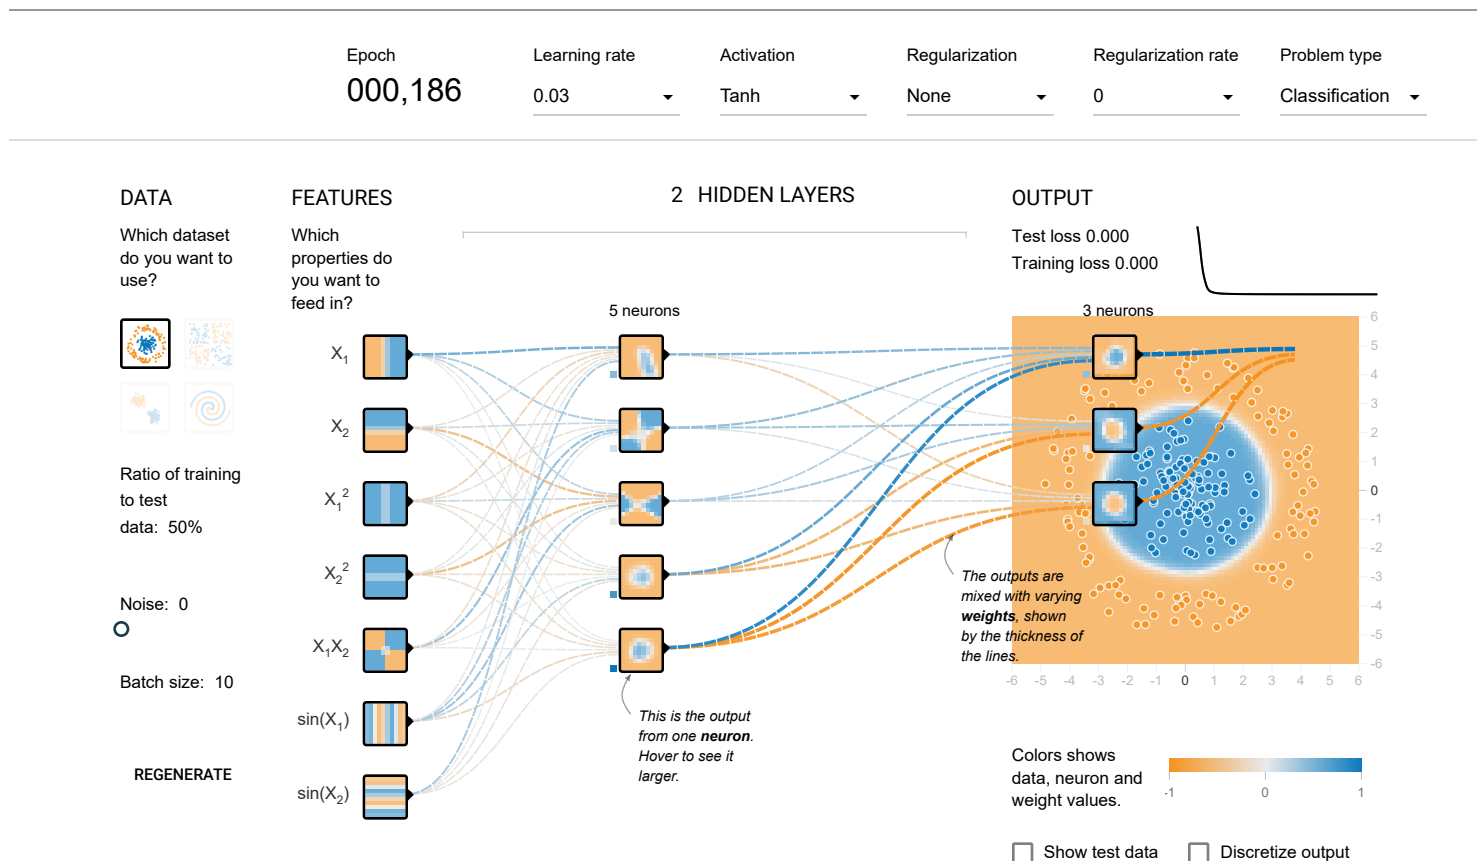 Epoch
000,186
Learning rate
0.03
Activation
Tanh
Regularization
None
Regularization rate
0
Problem type
Classification
DATA
Which dataset
do you want to
use?
Ratio of training
to test
data: 50%
Noise: 0
Batch size: 10
REGENERATE
FEATURES
Which
properties do
you want to
feed in?
X1
X2
X1²
X2²
X1X2
sin(X1)
sin(X2)
2 HIDDEN LAYERS
5 neurons
3 neurons
This is the output
from one neuron.
Hover to see it
larger.
The outputs are
mixed with varying
weights, shown
by the thickness of
the lines.
OUTPUT
Test loss 0.000
Training loss 0.000
6
5
4
3
2
1
0
-1
-2
-3
-4
-5
-6
-6 -5 -4 -3 -2 -1 0 1 2 3 4 5 6
Colors shows
data, neuron and
weight values.
-1 0 1
Show test data
Discretize output